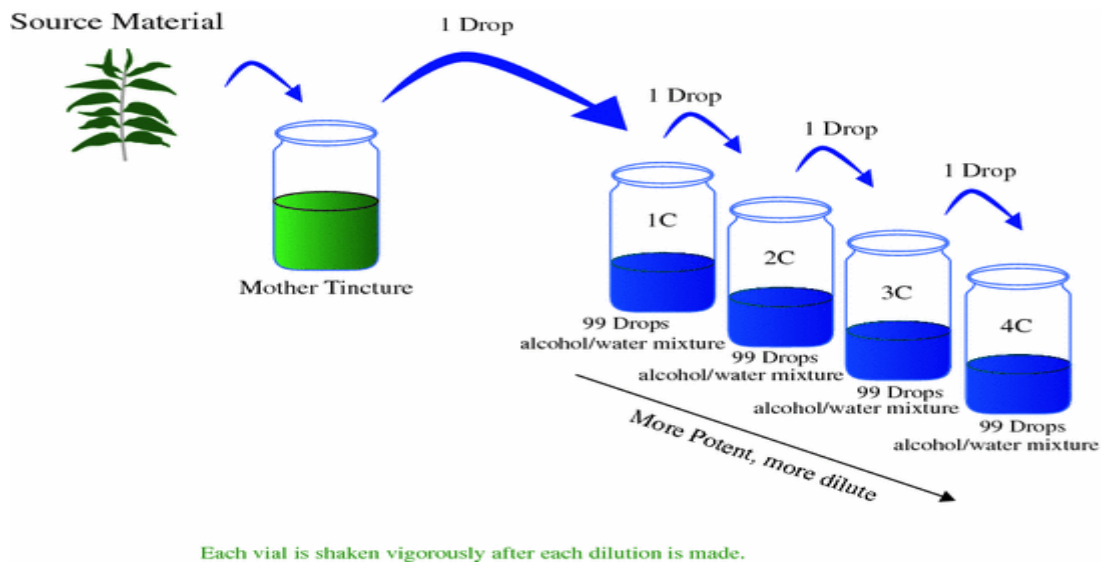 Source Material
1 Drop
1 Drop
1 Drop
1 Drop
Mother Tincture
1C
99 Drops
alcohol/water mixture
2C
99 Drops
alcohol/water mixture
3C
99 Drops
alcohol/water mixture
4C
99 Drops
alcohol/water mixture
More Potent, more dilute
Each vial is shaken vigorously after each dilution is made.